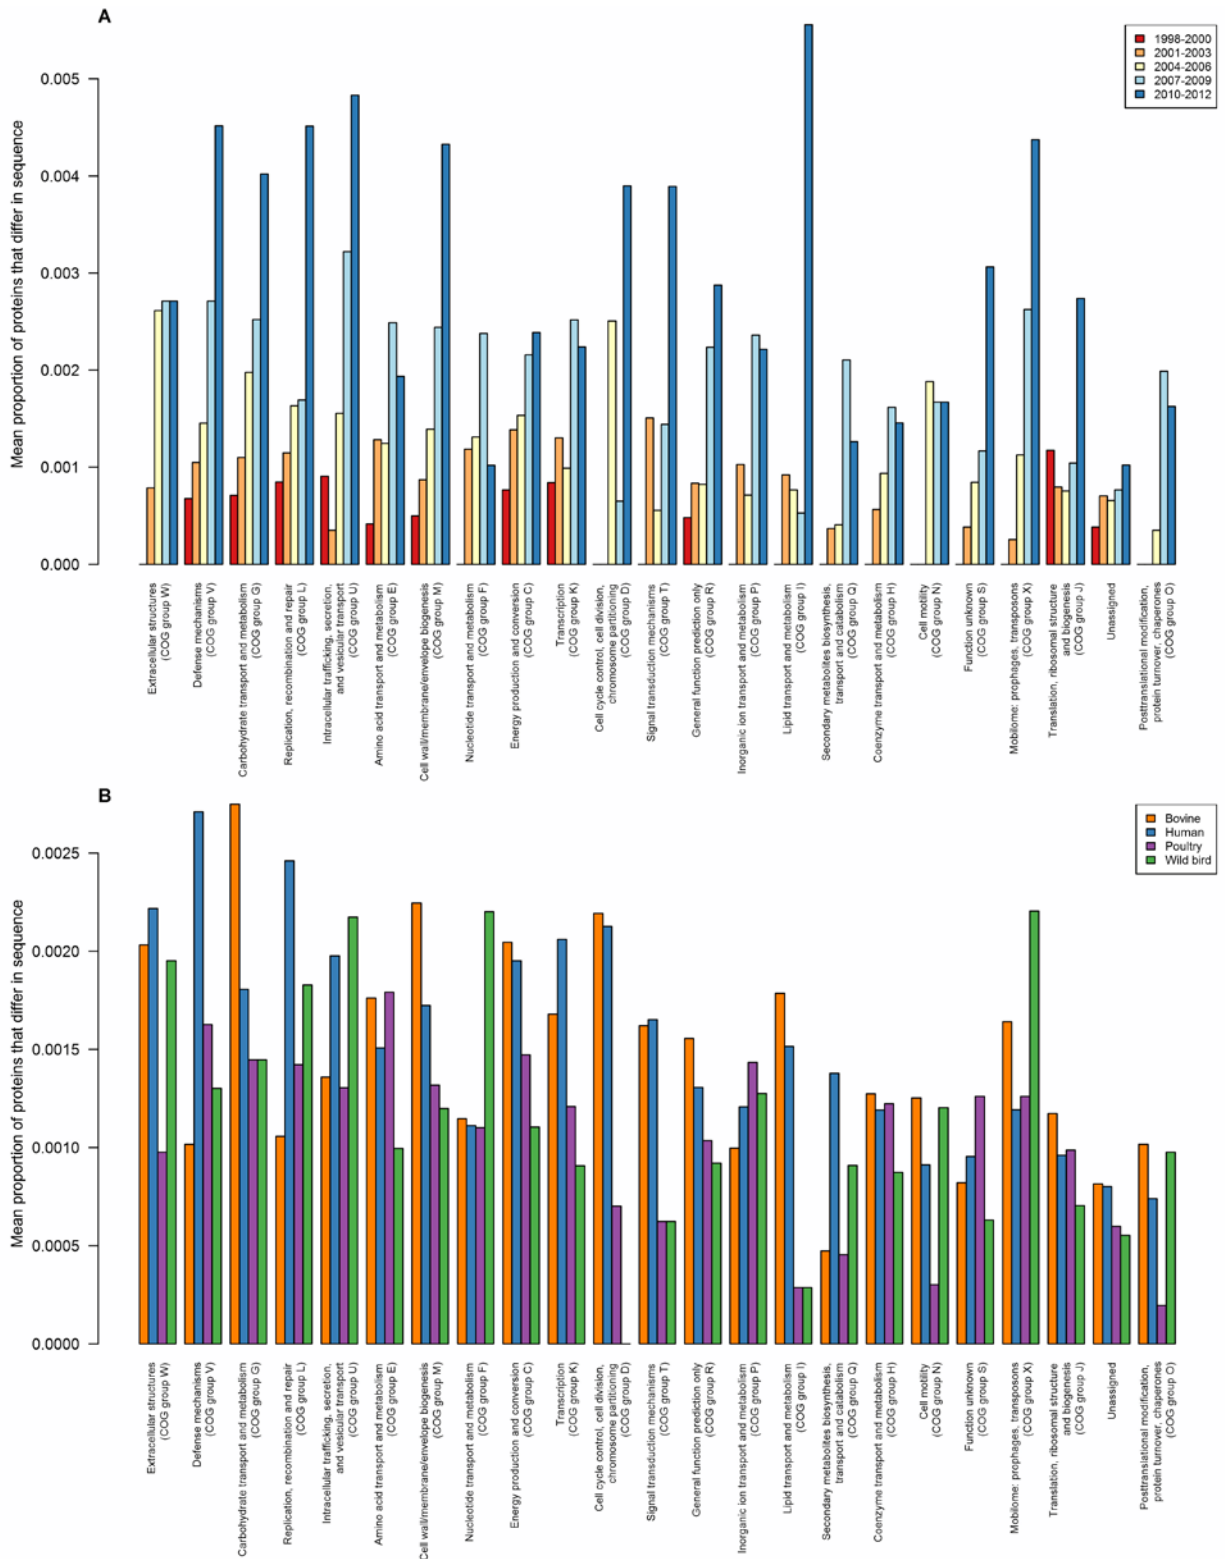 A
1998-2000
2001-2003
2004-2006
2007-2009
2010-2012
Mean proportion of proteins that differ in sequence
0.005
0.004
0.003
0.002
0.001
0.000
Extracellular structures
(COG group W)
Defense mechanisms
(COG group V)
Carbohydrate transport and metabolism
(COG group G)
Replication, recombination and repair
(COG group L)
Intracellular trafficking, secretion,
and vesicular transport
(COG group U)
Amino acid transport and metabolism
(COG group E)
Cell wall/membrane/envelope biogenesis
(COG group M)
Nucleotide transport and metabolism
(COG group F)
Energy production and conversion
(COG group C)
Transcription
(COG group K)
Cell cycle control, cell division,
chromosome partitioning
(COG group D)
Signal transduction mechanisms
(COG group T)
General function prediction only
(COG group R)
Inorganic ion transport and metabolism
(COG group P)
Lipid transport and metabolism
(COG group I)
Secondary metabolites biosynthesis,
transport and catabolism
(COG group Q)
Coenzyme transport and metabolism
(COG group H)
Cell motility
(COG group N)
Function unknown
(COG group S)
Mobilome: prophages, transposons
(COG group X)
Translation, ribosomal structure
and biogenesis
(COG group J)
Unassigned
Posttranslational modification,
protein turnover, chaperones
(COG group O)
B
Bovine
Human
Poultry
Wild bird
Mean proportion of proteins that differ in sequence
0.0025
0.0020
0.0015
0.0010
0.0005
0.0000
Extracellular structures
(COG group W)
Defense mechanisms
(COG group V)
Carbohydrate transport and metabolism
(COG group G)
Replication, recombination and repair
(COG group L)
Intracellular trafficking, secretion,
and vesicular transport
(COG group U)
Amino acid transport and metabolism
(COG group E)
Cell wall/membrane/envelope biogenesis
(COG group M)
Nucleotide transport and metabolism
(COG group F)
Energy production and conversion
(COG group C)
Transcription
(COG group K)
Cell cycle control, cell division,
chromosome partitioning
(COG group D)
Signal transduction mechanisms
(COG group T)
General function prediction only
(COG group R)
Inorganic ion transport and metabolism
(COG group P)
Lipid transport and metabolism
(COG group I)
Secondary metabolites biosynthesis,
transport and catabolism
(COG group Q)
Coenzyme transport and metabolism
(COG group H)
Cell motility
(COG group N)
Function unknown
(COG group S)
Mobilome: prophages, transposons
(COG group X)
Translation, ribosomal structure
and biogenesis
(COG group J)
Unassigned
Posttranslational modification,
protein turnover, chaperones
(COG group O)